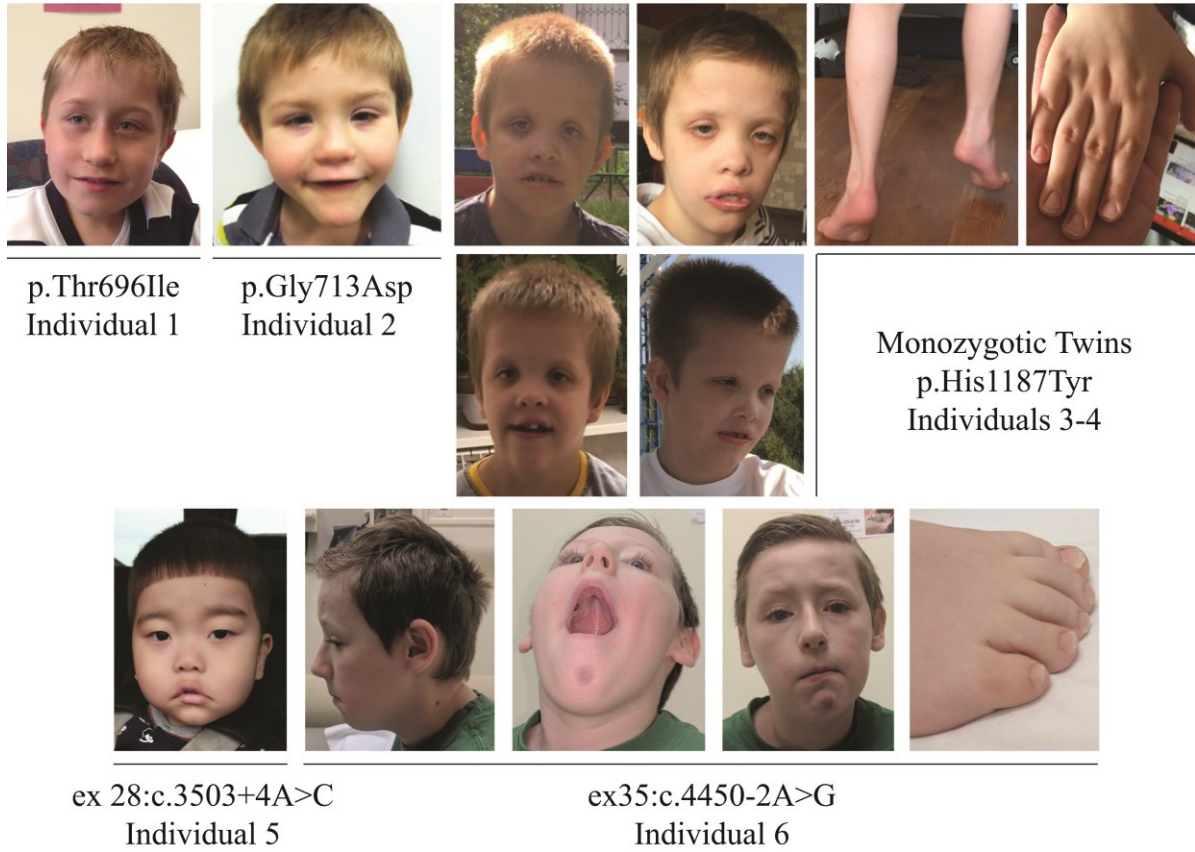 p.Thr696Ile
Individual 1
p.Gly713Asp
Individual 2
Monozygotic Twins
p.His1187Tyr
Individuals 3-4
ex 28:c.3503+4A>C
Individual 5
ex35:c.4450-2A>G
Individual 6